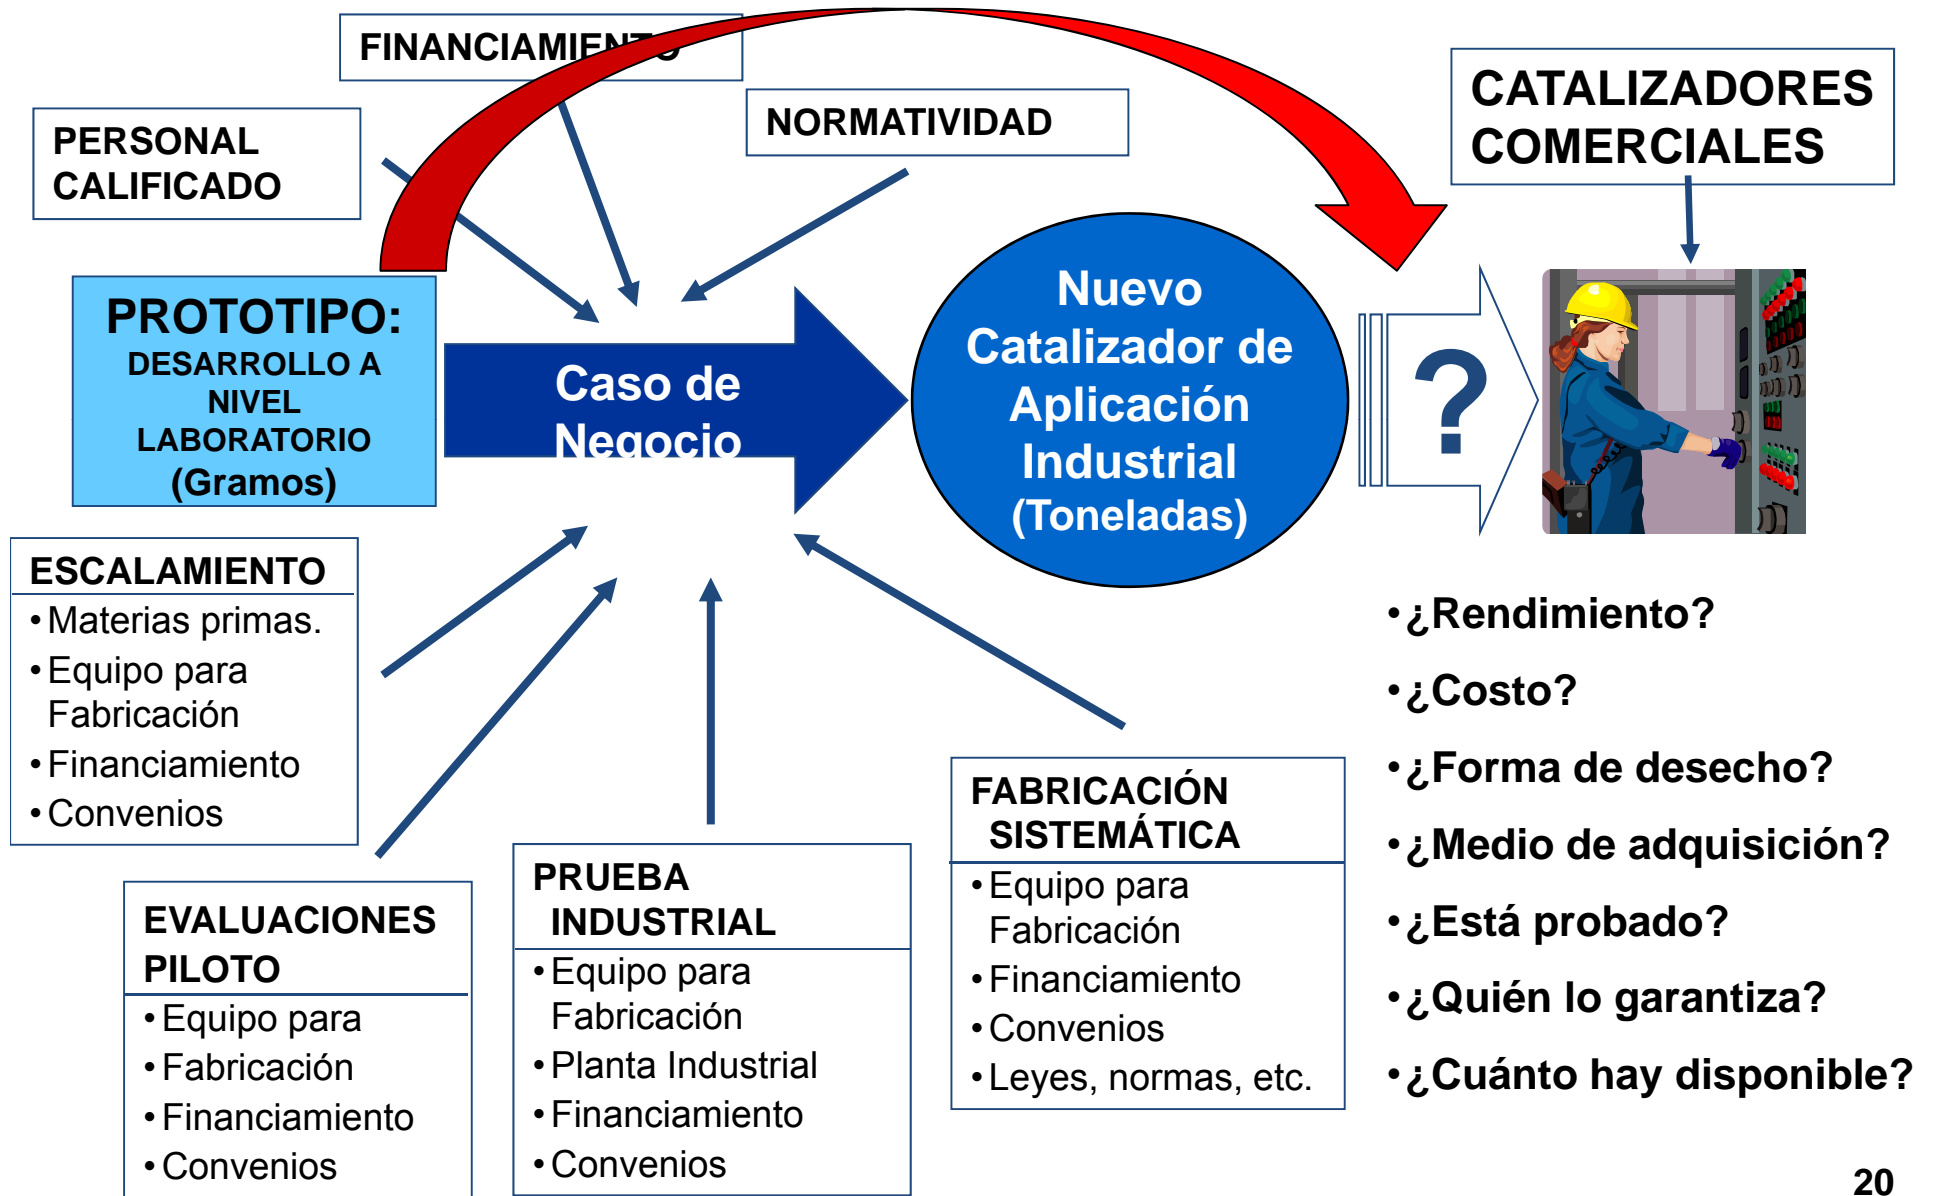 FINANCIAMIENTO
PERSONAL
CALIFICADO
NORMATIVIDAD
CATALIZADORES
COMERCIALES
PROTOTIPO:
DESARROLLO A
NIVEL
LABORATORIO
(Gramos)
Caso de
Negocio
Nuevo
Catalizador de
Aplicación
Industrial
(Toneladas)
?
ESCALAMIENTO
•Materias primas.
•Equipo para
Fabricación
•Financiamiento
•Convenios
EVALUACIONES
PILOTO
•Equipo para
•Fabricación
•Financiamiento
•Convenios
PRUEBA
INDUSTRIAL
•Equipo para
Fabricación
•Planta Industrial
•Financiamiento
•Convenios
FABRICACIÓN
SISTEMÁTICA
•Equipo para
Fabricación
•Financiamiento
•Convenios
•Leyes, normas, etc.
•¿Rendimiento?
•¿Costo?
•¿Forma de desecho?
•¿Medio de adquisición?
•¿Está probado?
•¿Quién lo garantiza?
•¿Cuánto hay disponible?
20